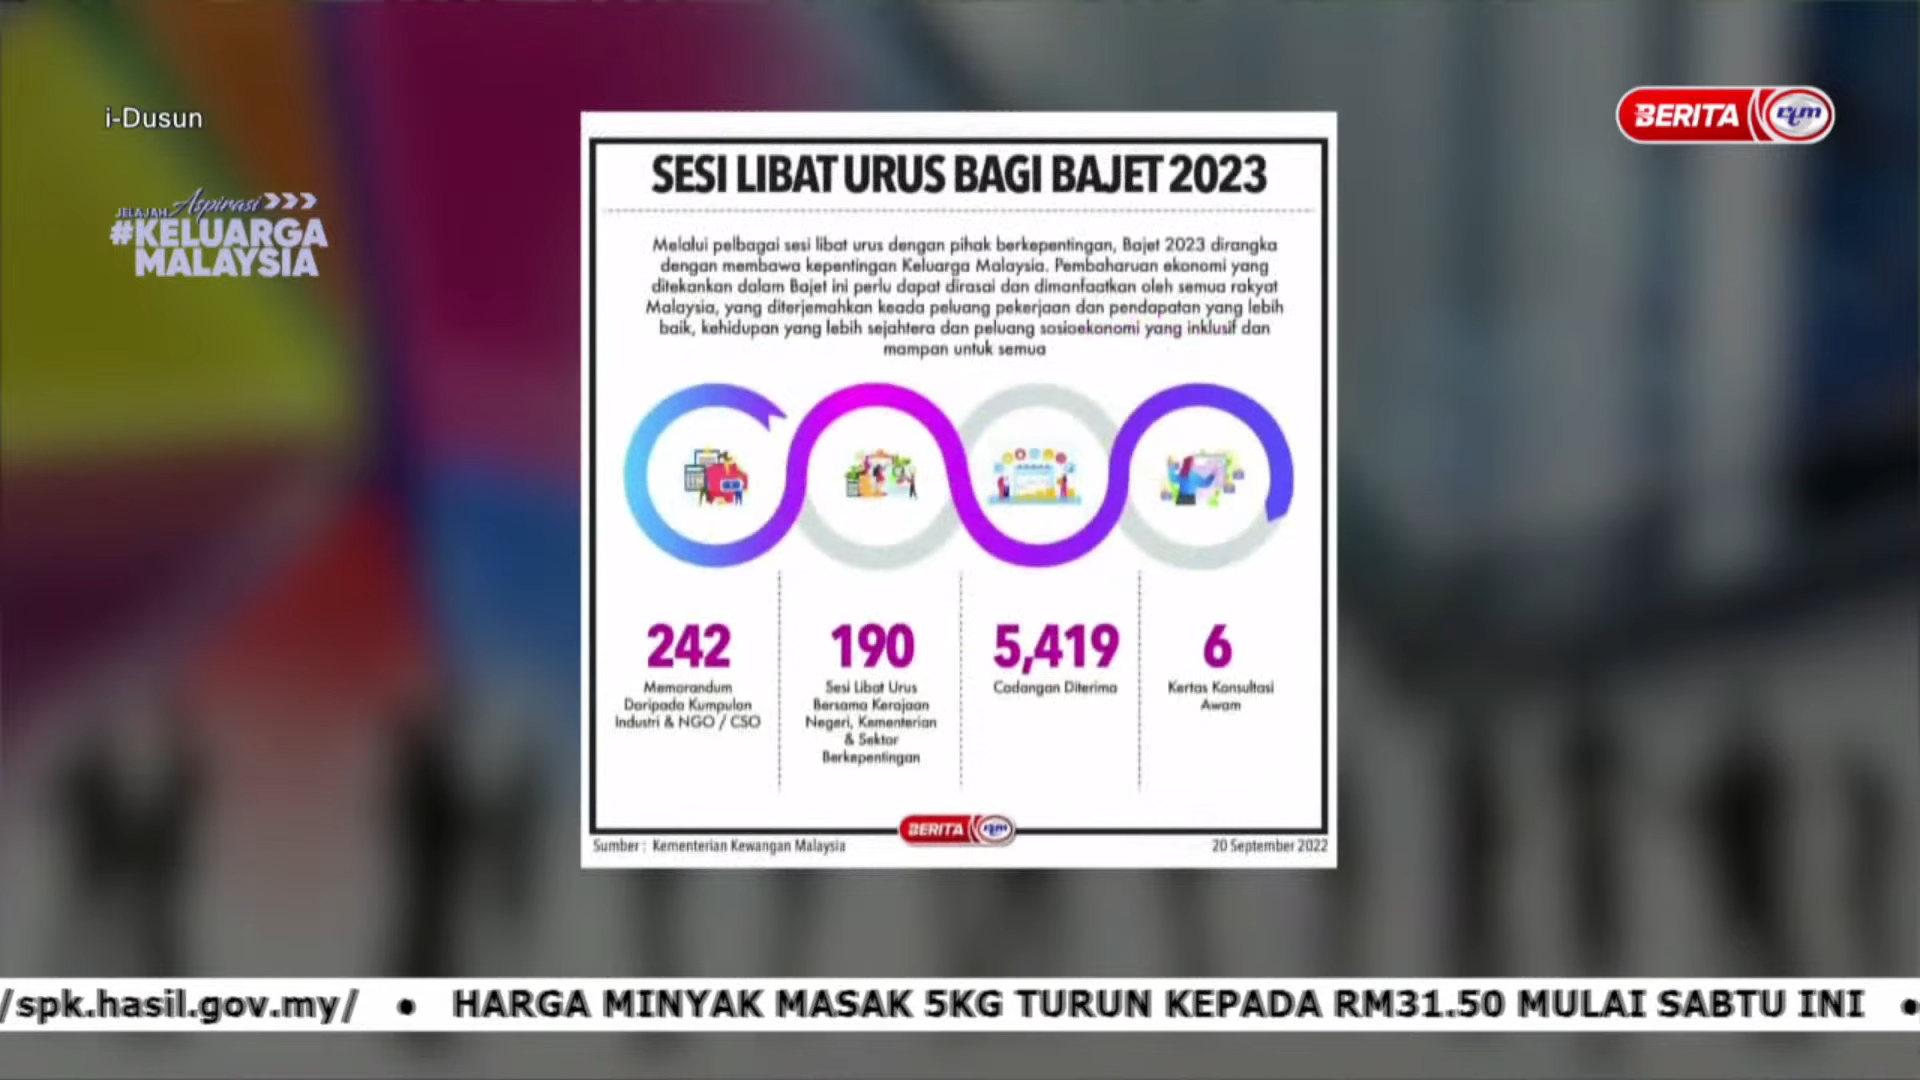 i-Dusun
BERITA rtm
JELAJAH Aspirasi >>>
#KELUARGA
MALAYSIA
SESI LIBAT URUS BAGI BAJET 2023
Melalui pelbagai sesi libat urus dengan pihak berkepentingan, Bajet 2023 dirangka
dengan membawa kepentingan Keluarga Malaysia. Pembaharuan ekonomi yang
ditekankan dalam Bajet ini perlu dapat dirasai dan dimanfaatkan oleh semua rakyat
Malaysia, yang diterjemahkan keada peluang pekerjaan dan pendapatan yang lebih
baik, kehidupan yang lebih sejahtera dan peluang sosioekonomi yang inklusif dan
mampan untuk semua
242
Memorandum
Daripada Kumpulan
Industri & NGO / CSO
190
Sesi Libat Urus
Bersama Kerajaan
Negeri, Kementerian
& Sektor
Berkepentingan
5,419
Cadangan Diterima
6
Kertas Konsultasi
Awam
BERITA rtm
Sumber : Kementerian Kewangan Malaysia
20 September 2022
/spk.hasil.gov.my/ • HARGA MINYAK MASAK 5KG TURUN KEPADA RM31.50 MULAI SABTU INI •